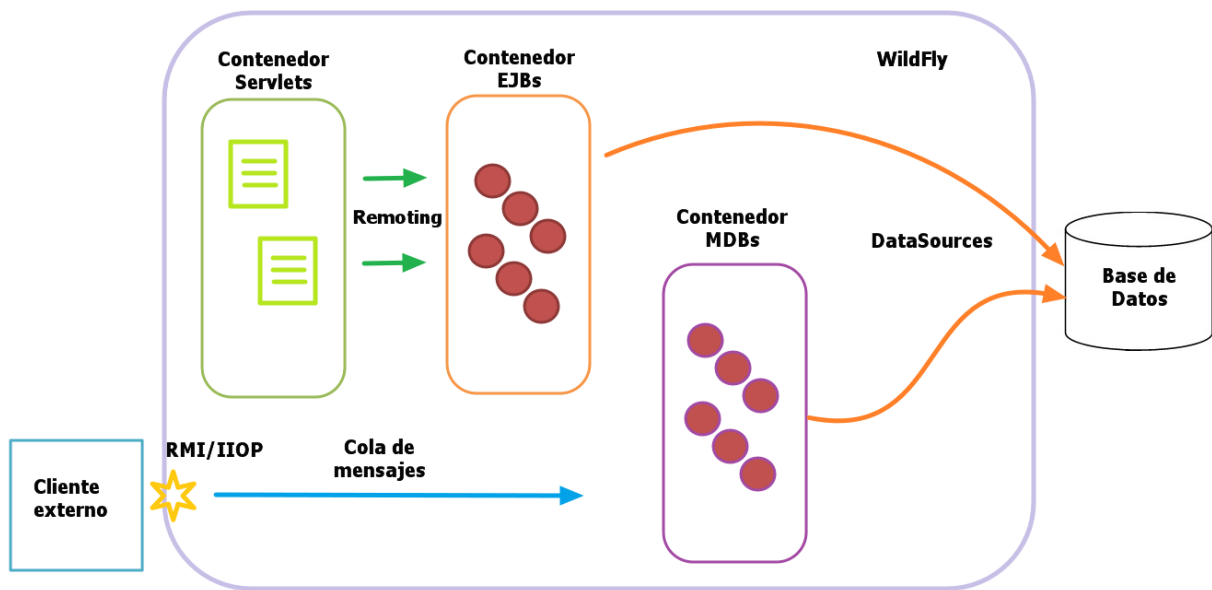 Contenedor
Servlets
Contenedor
EJBs
WildFly
Remoting
Contenedor
MDBs
DataSources
Base de
Datos
RMI/IIOP
Cola de
mensajes
Cliente
externo